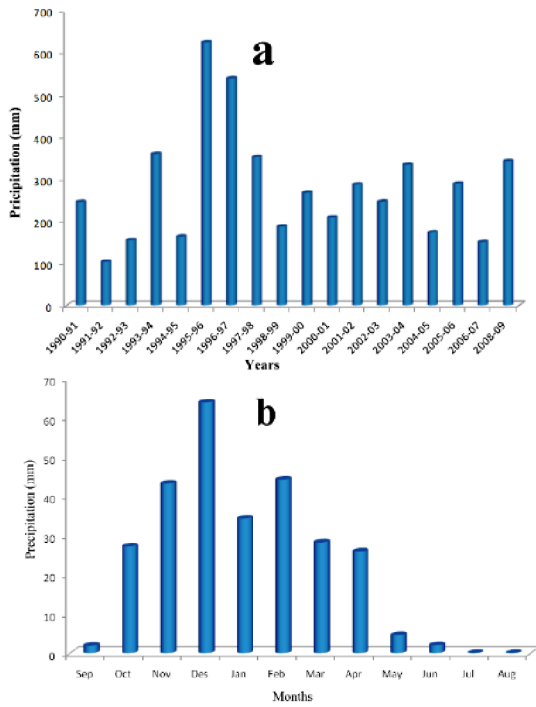 700
a
600
500
400
300
200
100
0
Pricipitation (mm)
1990-91 1991-92 1992-93 1993-94 1994-95 1995-96 1996-97 1997-98 1998-99 1999-00 2000-01 2001-02 2002-03 2003-04 2004-05 2005-06 2006-07 2008-09
Years
70
b
60
50
40
30
20
10
0
Precipitation (mm)
Sep Oct Nov Des Jan Feb Mar Apr May Jun Jul Aug
Months